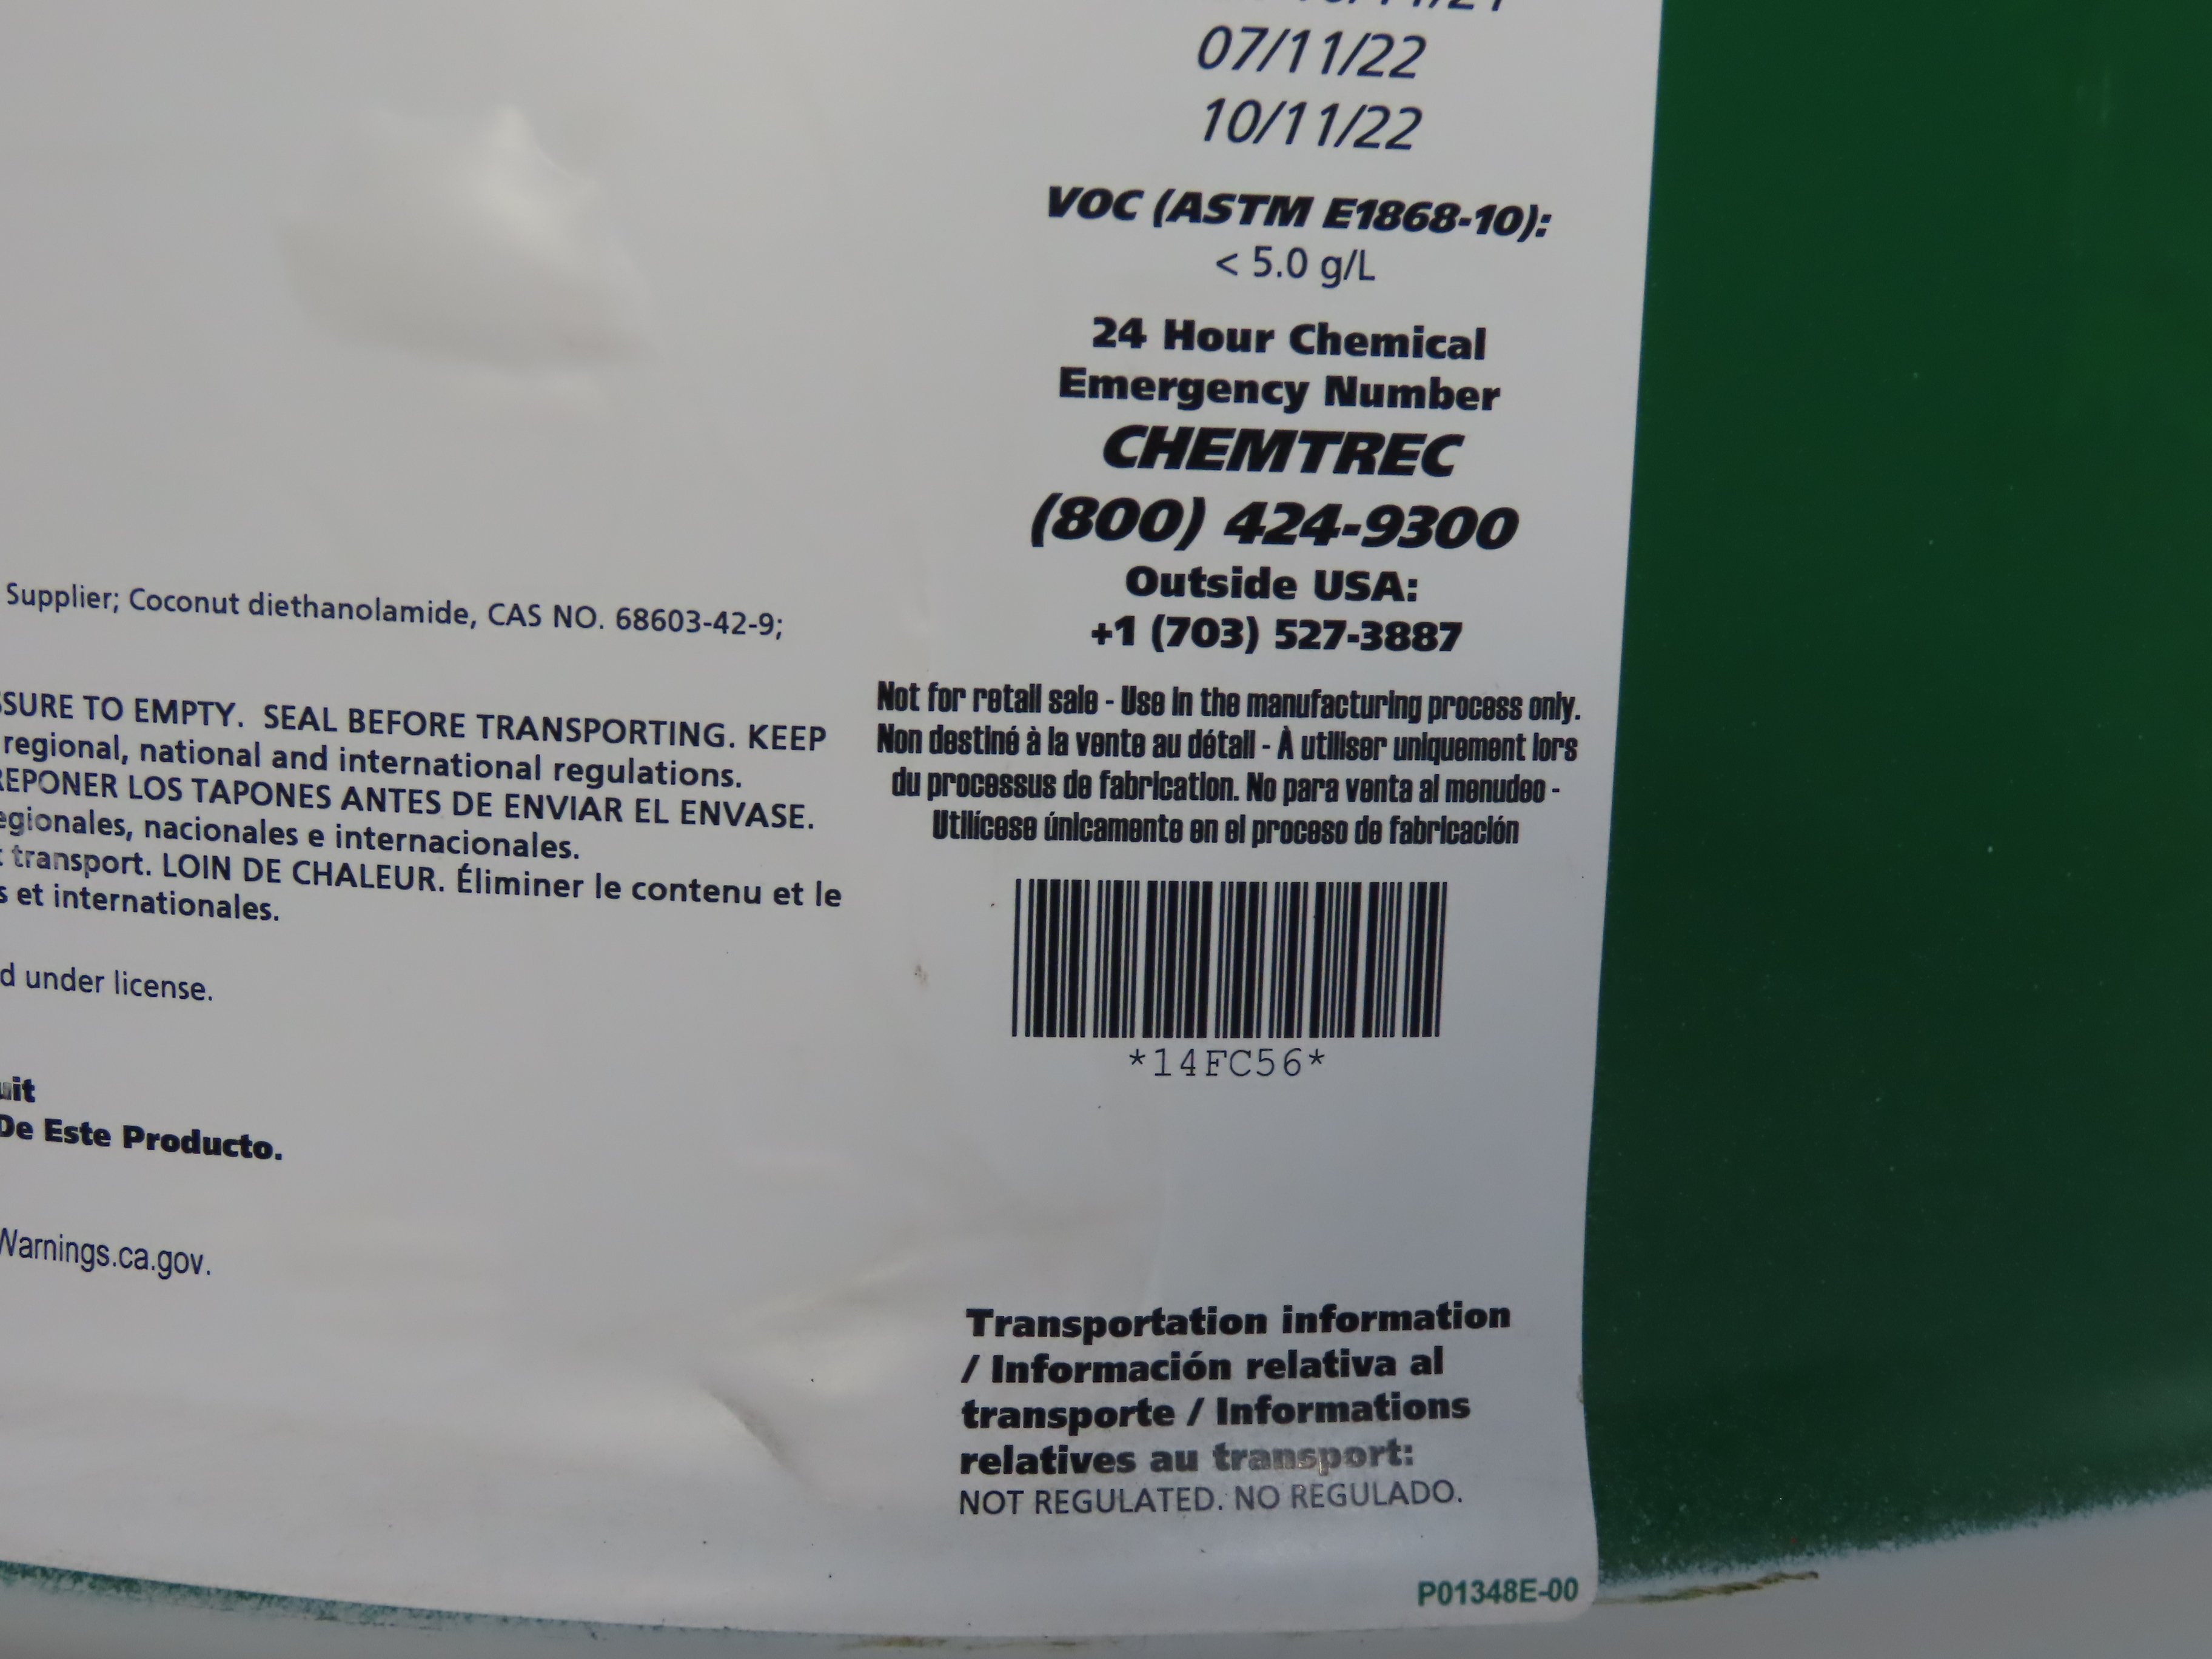 07/11/22
10/11/22
VOC (ASTM E1868-10):
< 5.0 g/L
24 Hour Chemical
Emergency Number
CHEMTREC
(800) 424-9300
Outside USA:
+1 (703) 527-3887
Not for retail sale - Use in the manufacturing process only.
Non destiné à la vente au détail - À utiliser uniquement lors
du processus de fabrication. No para venta al menudeo -
Utilícese únicamente en el proceso de fabricación
*14FC56*
Transportation information
/ Información relativa al
transporte / Informations
relatives au transport:
NOT REGULATED. NO REGULADO.
P01348E-00
Supplier; Coconut diethanolamide, CAS NO. 68603-42-9;
SURE TO EMPTY. SEAL BEFORE TRANSPORTING. KEEP
regional, national and international regulations.
REPONER LOS TAPONES ANTES DE ENVIAR EL ENVASE.
egionales, nacionales e internacionales.
transport. LOIN DE CHALEUR. Éliminer le contenu et le
s et internationales.
d under license.
uit
De Este Producto.
Warnings.ca.gov.